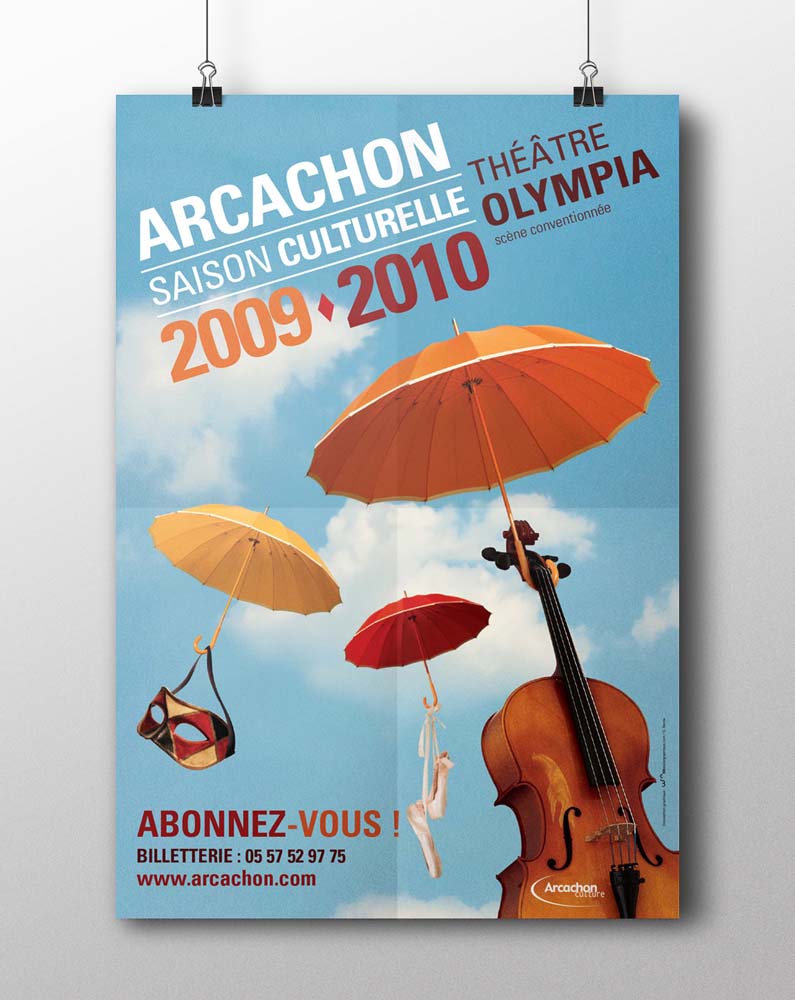 ARCACHON
SAISON CULTURELLE
2009♦2010
THÉÂTRE
OLYMPIA
scène conventionnée
ABONNEZ-VOUS !
BILLETTERIE : 05 57 52 97 75
www.arcachon.com
Arcachon
culture